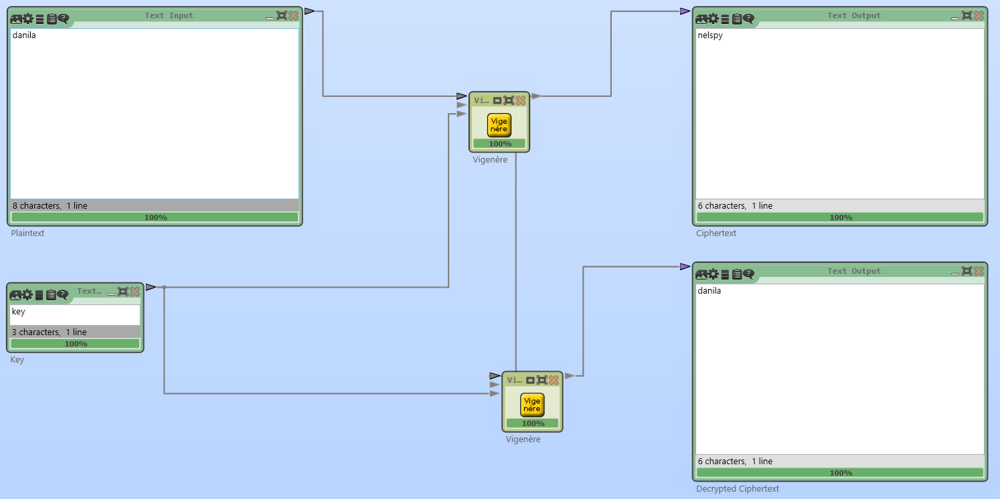 Text Input
danila
8 characters,  1 line
100%
Plaintext
Vi...
Vige
nère
100%
Vigenère
Text Output
nelspy
6 characters,  1 line
100%
Ciphertext
Text...
key
3 characters,  1 line
100%
Key
Vi...
Vige
nère
100%
Vigenère
Text Output
danila
6 characters,  1 line
100%
Decrypted Ciphertext